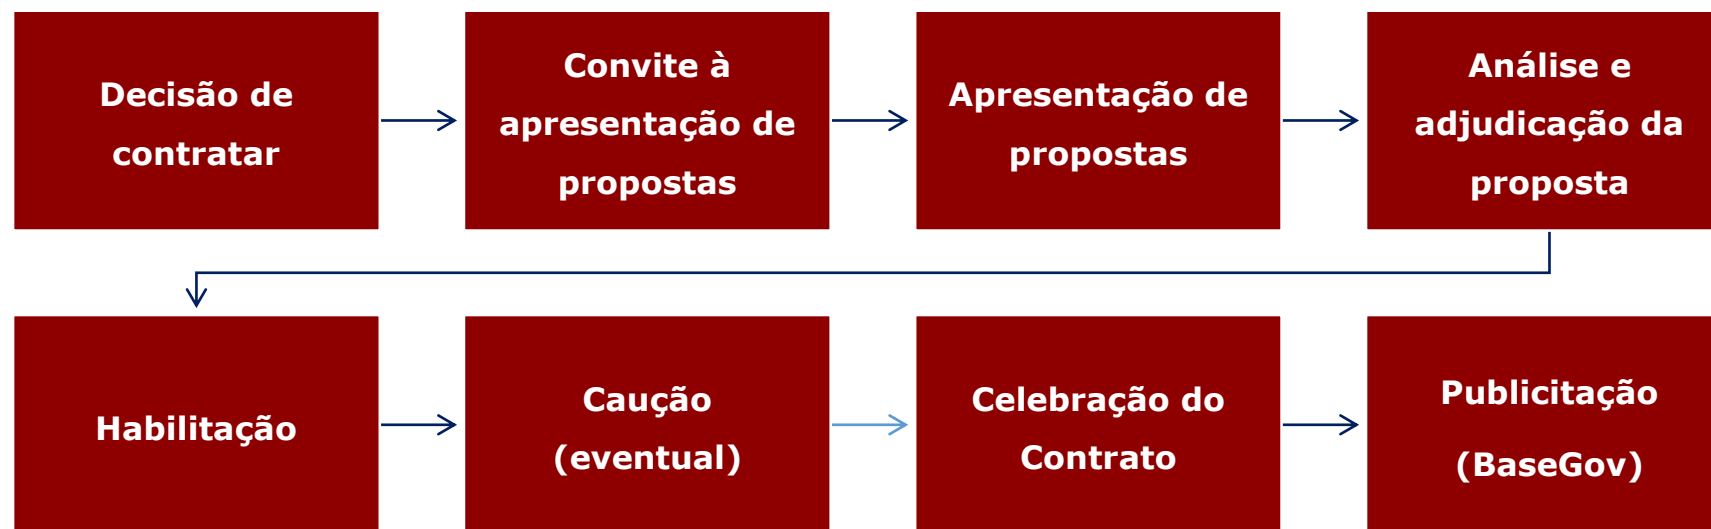 Decisão de
contratar
Convite à
apresentação de
propostas
Apresentação de
propostas
Análise e
adjudicação da
proposta
Habilitação
Caução
(eventual)
Celebração do
Contrato
Publicitação
(BaseGov)